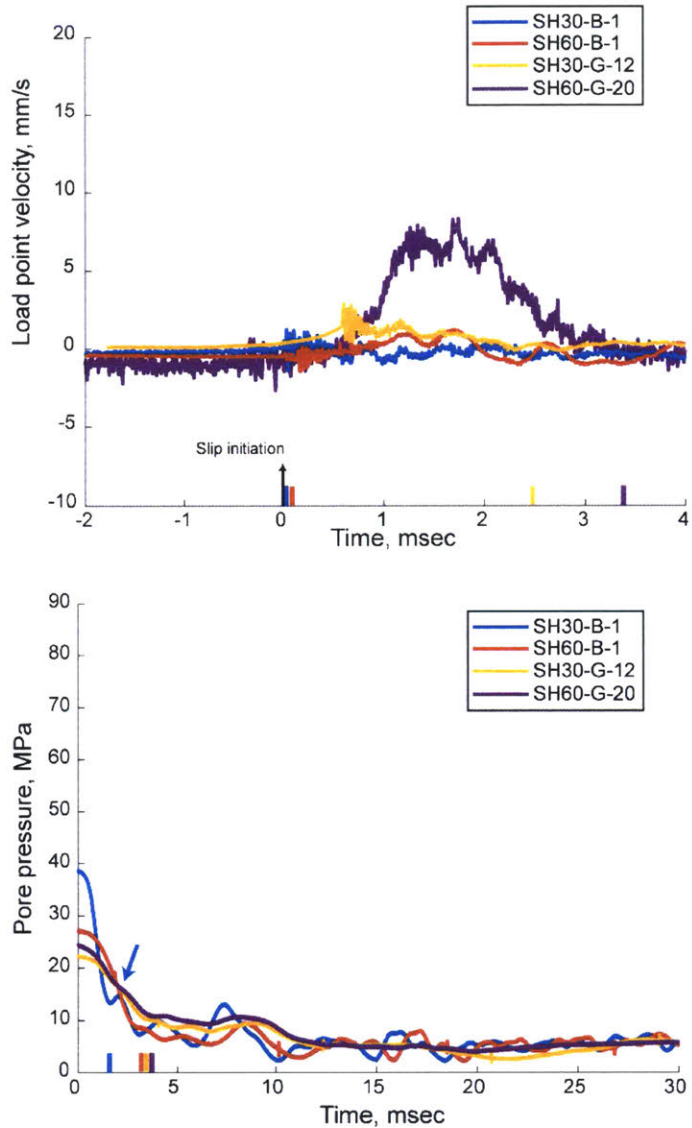 20
15
10
5
0
-5
-10
Load point velocity, mm/s
SH30-B-1
SH60-B-1
SH30-G-12
SH60-G-20
Slip initiation
-2
-1
0
1
2
3
4
Time, msec
90
80
70
60
50
40
30
20
10
0
Pore pressure, MPa
SH30-B-1
SH60-B-1
SH30-G-12
SH60-G-20
0
5
10
15
20
25
30
Time, msec